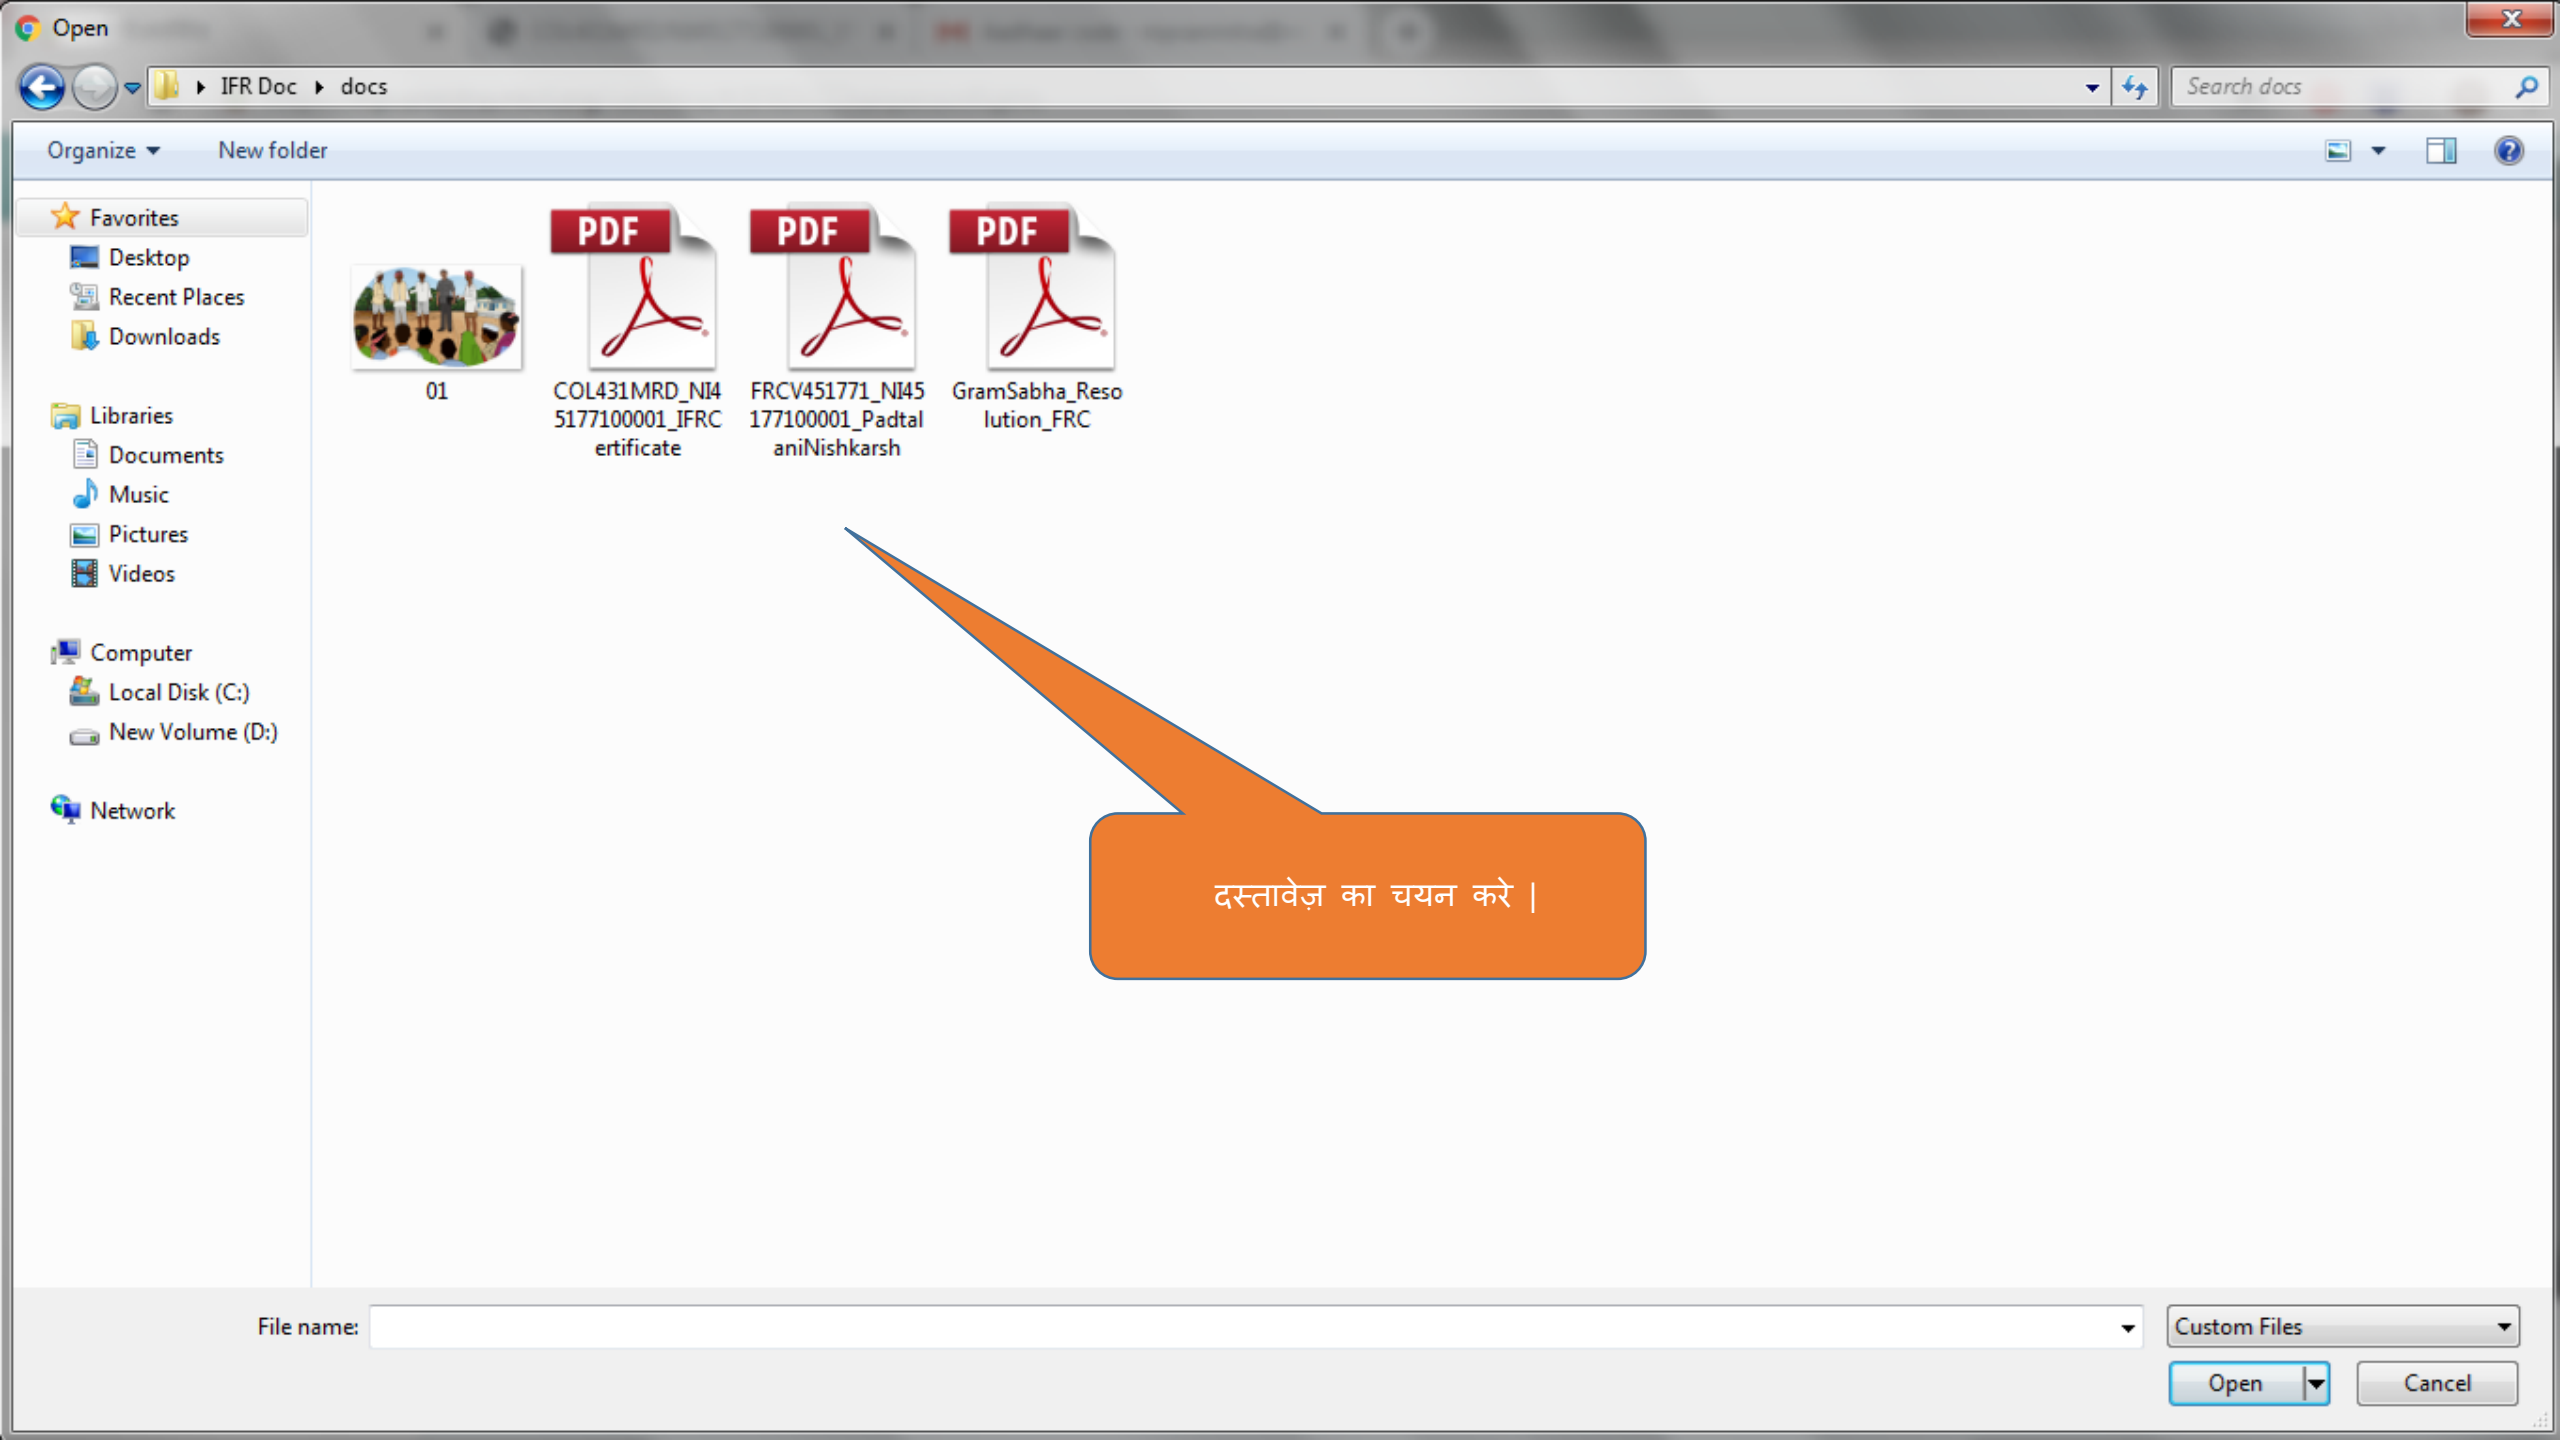 Open
IFR Doc
docs
Search docs
Organize
New folder
Favorites
Desktop
Recent Places
Downloads
Libraries
Documents
Music
Pictures
Videos
Computer
Local Disk (C:)
New Volume (D:)
Network
PDF
PDF
PDF
01
COL431MRD_NI4
5177100001_IFRC
ertificate
FRCV451771_NI45
177100001_Padtal
aniNishkarsh
GramSabha_Reso
lution_FRC
दस्तावेज़ का चयन करे |
File name:
Custom Files
Open
Cancel